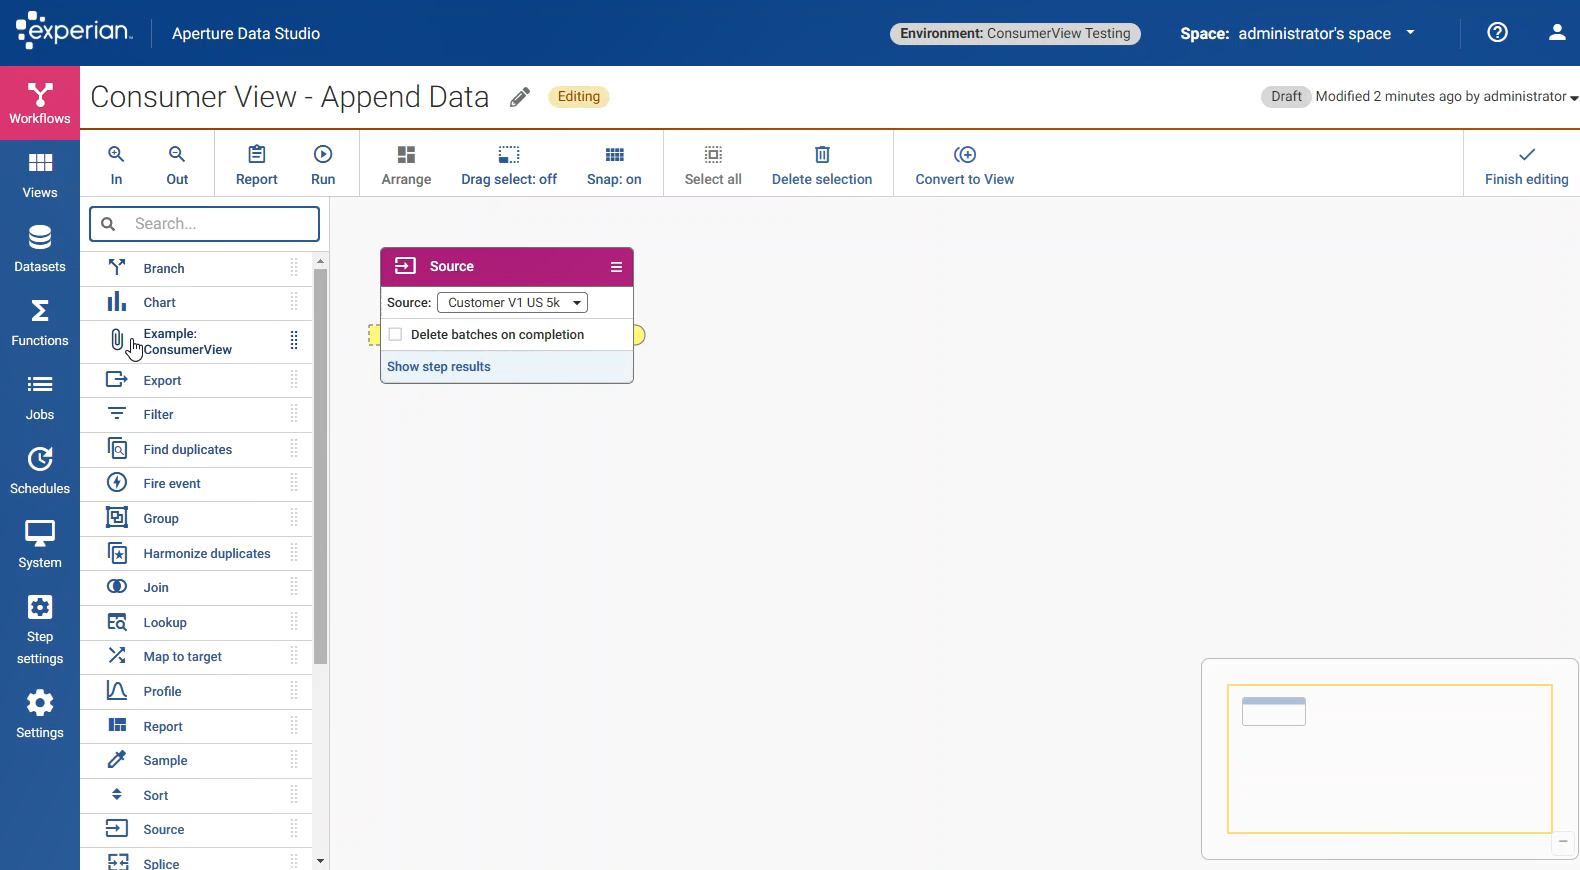 experian.
Aperture Data Studio
Environment: ConsumerView Testing
Space: administrator's space
Workflows
Views
Datasets
Functions
Jobs
Schedules
System
Step
settings
Settings
Consumer View - Append Data
Editing
Draft
Modified 2 minutes ago by administrator
In
Out
Report
Run
Arrange
Drag select: off
Snap: on
Select all
Delete selection
Convert to View
Finish editing
Search...
Branch
Chart
Example:
ConsumerView
Export
Filter
Find duplicates
Fire event
Group
Harmonize duplicates
Join
Lookup
Map to target
Profile
Report
Sample
Sort
Source
Splice
Source
Source: Customer V1 US 5k
Delete batches on completion
Show step results